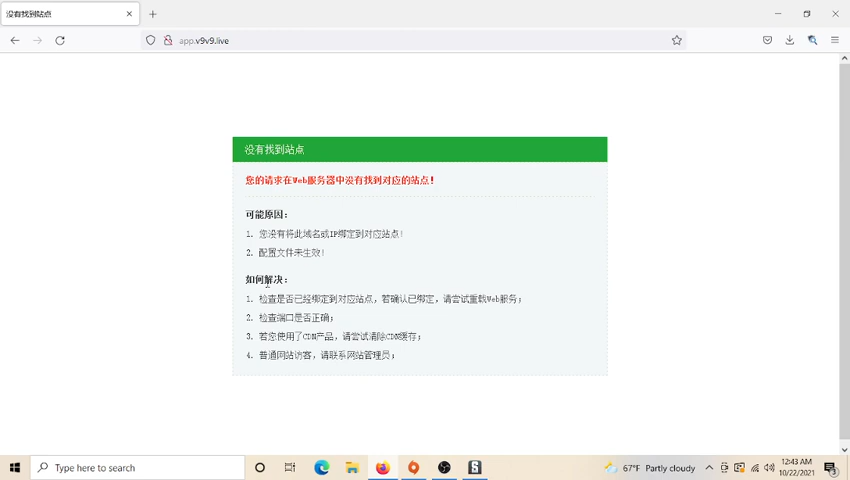 没有找到站点
app.v9v9.live
没有找到站点
您的请求在Web服务器中没有找到对应的站点！
可能原因：
1. 您没有将此域名或IP绑定到对应站点！
2. 配置文件未生效！
如何解决：
1. 检查是否已经绑定到对应站点，若确认已绑定，请尝试重载Web服务；
2. 检查端口是否正确；
3. 若您使用了CDN产品，请尝试清除CDN缓存；
4. 普通网站访客，请联系网站管理员；
Type here to search
67°F Partly cloudy
12:43 AM
10/22/2021
3